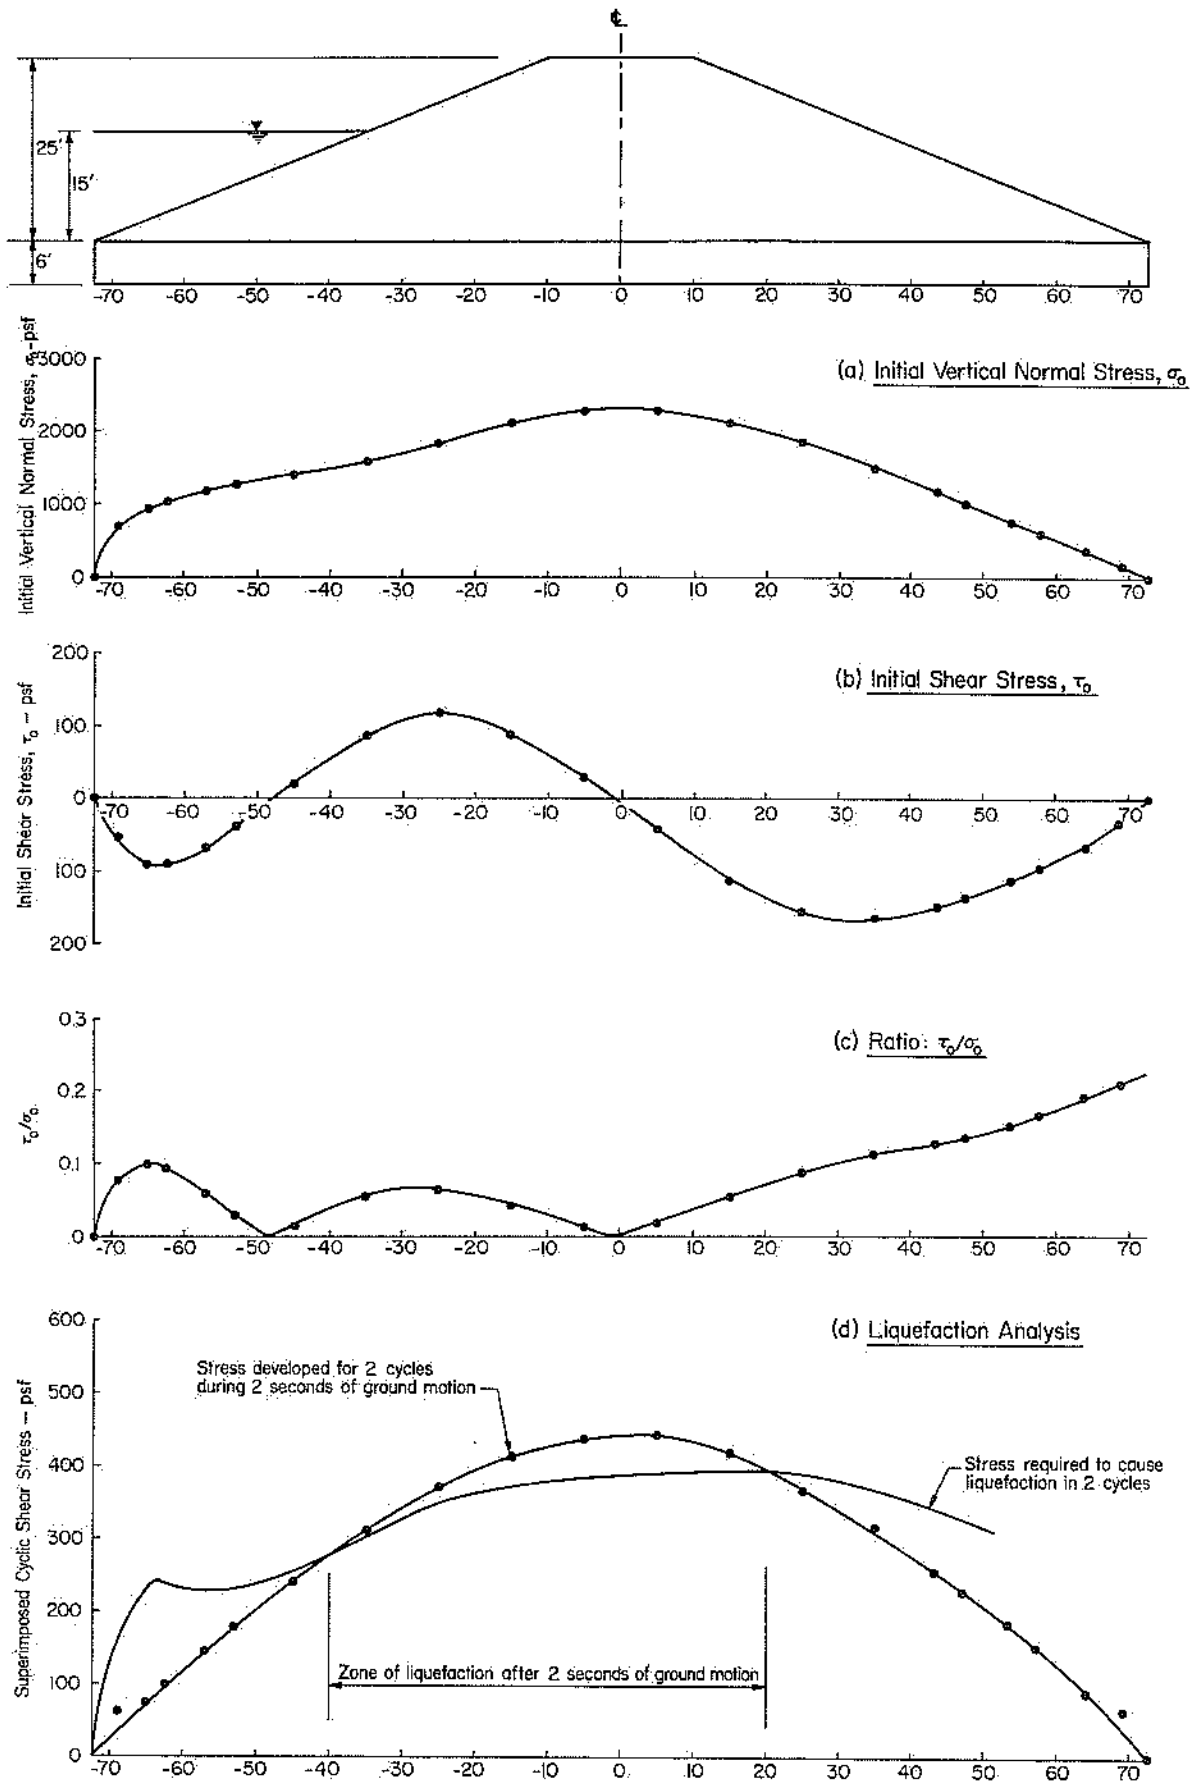 ℄
25'
15'
6'
-70 -60 -50 -40 -30 -20 -10 0 10 20 30 40 50 60 70
(a) Initial Vertical Normal Stress, σo
Initial Vertical Normal Stress, σo-psf
3000
2000
1000
0
-70 -60 -50 -40 -30 -20 -10 0 10 20 30 40 50 60 70
(b) Initial Shear Stress, τo
Initial Shear Stress, τo - psf
200
100
0
100
200
-70 -60 -50 -40 -30 -20 -10 0 10 20 30 40 50 60 70
(c) Ratio: τo/σo
τo/σo
0.3
0.2
0.1
0
-70 -60 -50 -40 -30 -20 -10 0 10 20 30 40 50 60 70
(d) Liquefaction Analysis
Superimposed Cyclic Shear Stress - psf
600
500
400
300
200
100
0
Stress developed for 2 cycles
during 2 seconds of ground motion
Stress required to cause
liquefaction in 2 cycles
Zone of liquefaction after 2 seconds of ground motion
-70 -60 -50 -40 -30 -20 -10 0 10 20 30 40 50 60 70